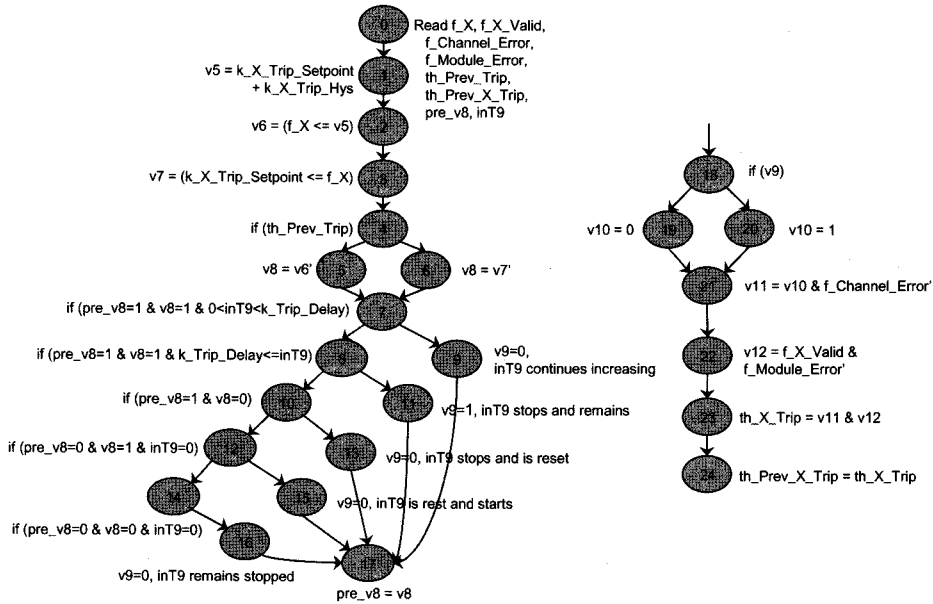 0
Read f_X, f_X_Valid,
f_Channel_Error,
f_Module_Error,
th_Prev_Trip,
th_Prev_X_Trip,
pre_v8, inT9
v5 = k_X_Trip_Setpoint
+ k_X_Trip_Hys
1
v6 = (f_X <= v5)
2
v7 = (k_X_Trip_Setpoint <= f_X)
3
if (th_Prev_Trip)
4
v8 = v6'
5
6
v8 = v7'
if (pre_v8=1 & v8=1 & 0<inT9<k_Trip_Delay)
7
if (pre_v8=1 & v8=1 & k_Trip_Delay<=inT9)
8
9
v9=0,
inT9 continues increasing
if (pre_v8=1 & v8=0)
10
11
v9=1, inT9 stops and remains
if (pre_v8=0 & v8=1 & inT9=0)
12
13
v9=0, inT9 stops and is reset
14
15
v9=0, inT9 is rest and starts
if (pre_v8=0 & v8=0 & inT9=0)
16
v9=0, inT9 remains stopped
17
pre_v8 = v8
18
if (v9)
v10 = 0
19
20
v10 = 1
21
v11 = v10 & f_Channel_Error'
22
v12 = f_X_Valid &
f_Module_Error'
23
th_X_Trip = v11 & v12
24
th_Prev_X_Trip = th_X_Trip